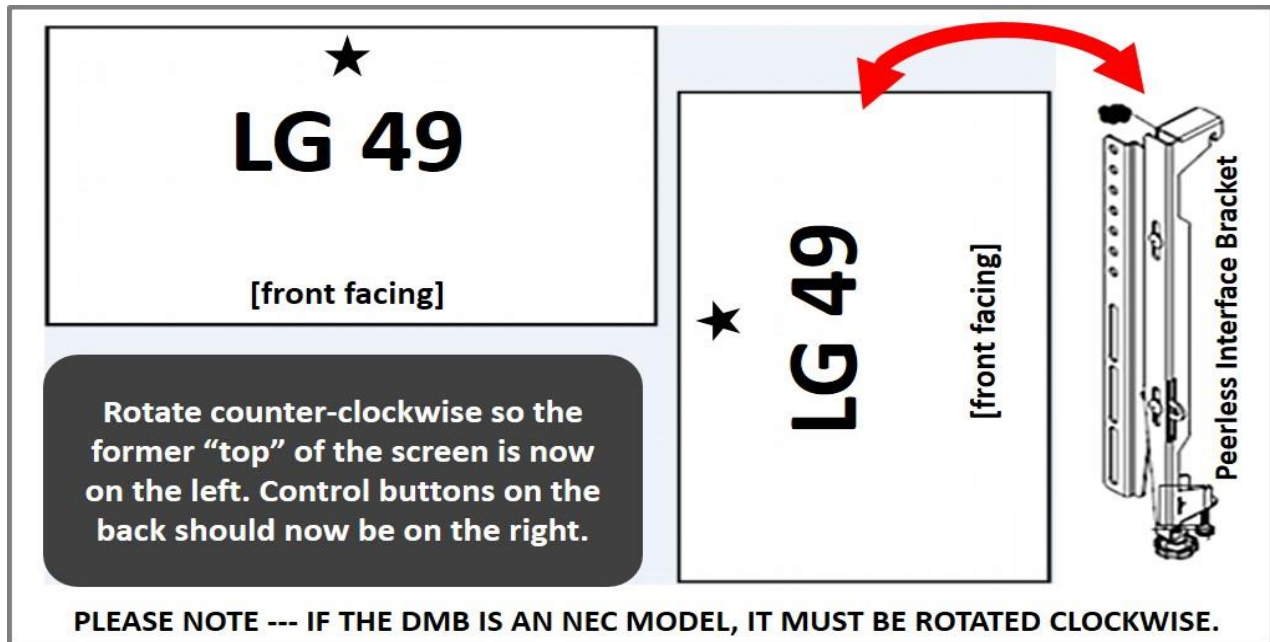 ★
LG 49
[front facing]
Rotate counter-clockwise so the
former “top” of the screen is now
on the left. Control buttons on the
back should now be on the right.
★
LG 49
[front facing]
Peerless Interface Bracket
PLEASE NOTE --- IF THE DMB IS AN NEC MODEL, IT MUST BE ROTATED CLOCKWISE.